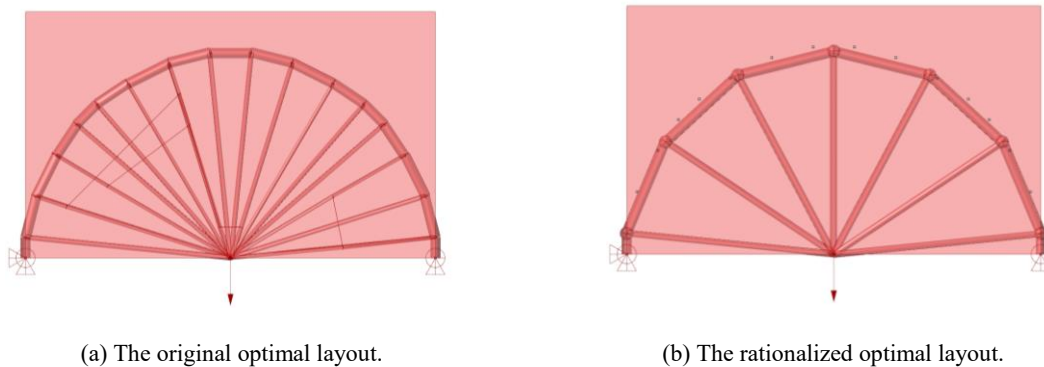 (a) The original optimal layout.
(b) The rationalized optimal layout.